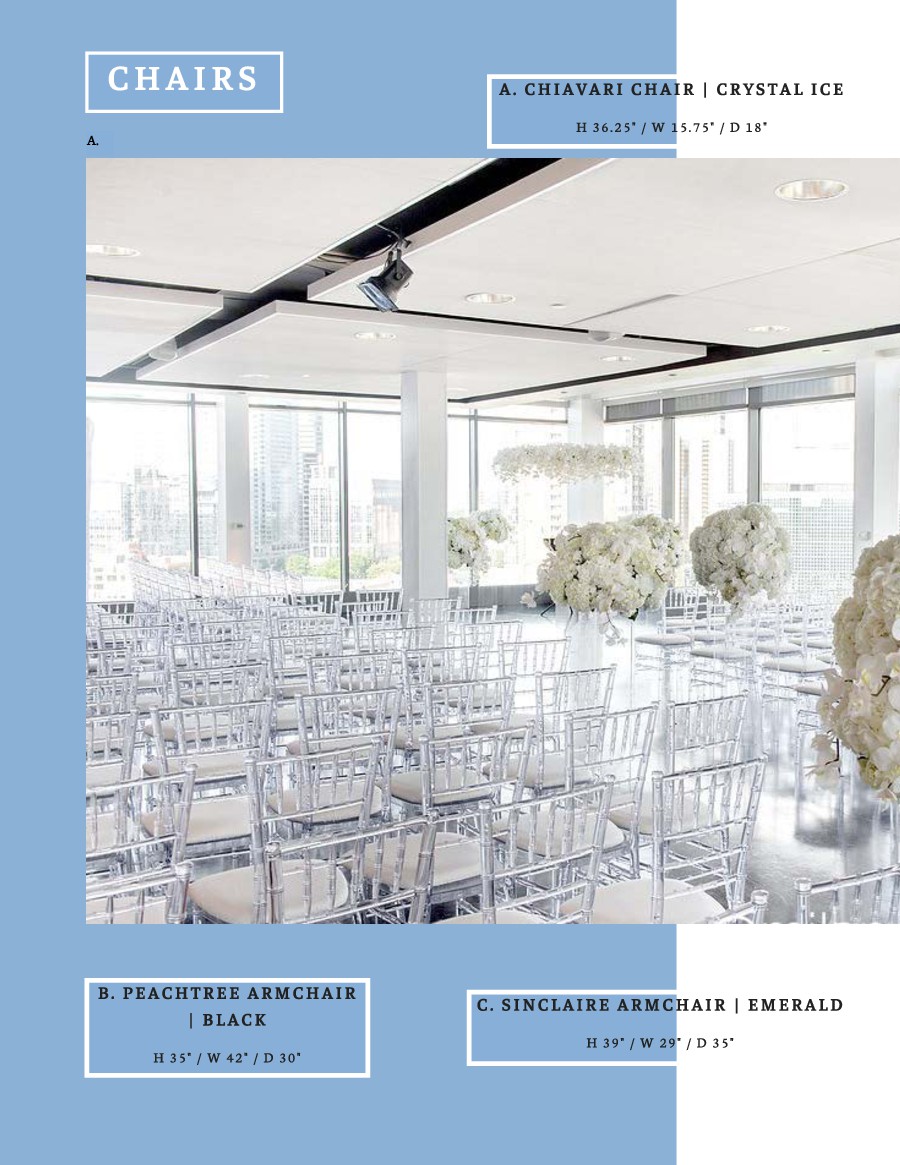 CHAIRS
A. CHIAVARI CHAIR | CRYSTAL ICE
H 36.25" / W 15.75" / D 18"
A.
B. PEACHTREE ARMCHAIR
| BLACK
H 35" / W 42" / D 30"
C. SINCLAIRE ARMCHAIR | EMERALD
H 39" / W 29" / D 35"